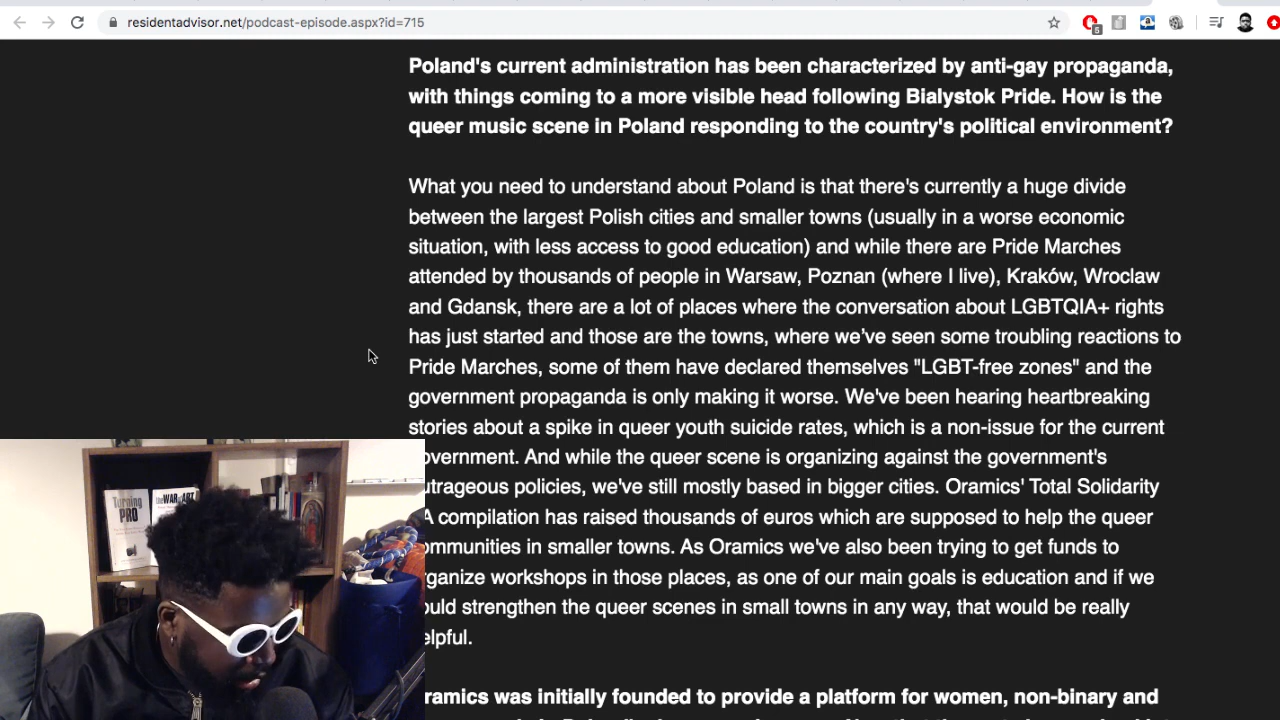 residentadvisor.net/podcast-episode.aspx?id=715
5
Poland's current administration has been characterized by anti-gay propaganda,
with things coming to a more visible head following Bialystok Pride. How is the
queer music scene in Poland responding to the country's political environment?
What you need to understand about Poland is that there's currently a huge divide
between the largest Polish cities and smaller towns (usually in a worse economic
situation, with less access to good education) and while there are Pride Marches
attended by thousands of people in Warsaw, Poznan (where I live), Kraków, Wroclaw
and Gdansk, there are a lot of places where the conversation about LGBTQIA+ rights
has just started and those are the towns, where we've seen some troubling reactions to
Pride Marches, some of them have declared themselves "LGBT-free zones" and the
government propaganda is only making it worse. We've been hearing heartbreaking
stories about a spike in queer youth suicide rates, which is a non-issue for the current
overnment. And while the queer scene is organizing against the government's
utrageous policies, we've still mostly based in bigger cities. Oramics' Total Solidarity
A compilation has raised thousands of euros which are supposed to help the queer
ommunities in smaller towns. As Oramics we've also been trying to get funds to
rganize workshops in those places, as one of our main goals is education and if we
ould strengthen the queer scenes in small towns in any way, that would be really
elpful.
ramics was initially founded to provide a platform for women, non-binary and
Turning
PRO
the WAR of ART